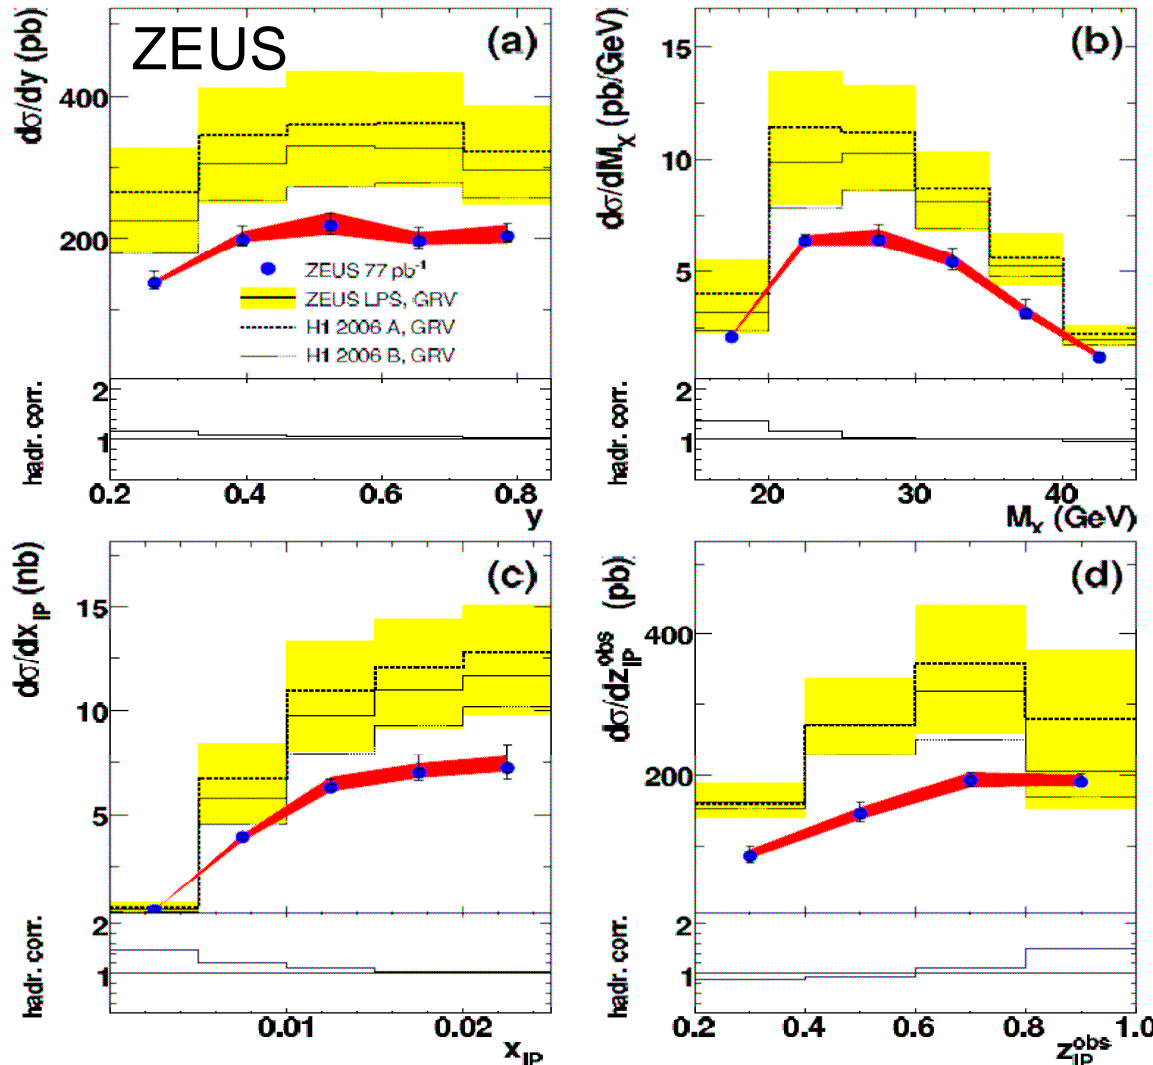 ZEUS
(a)
dσ/dy (pb)
400
200
ZEUS 77 pb⁻¹
ZEUS LPS, GRV
H1 2006 A, GRV
H1 2006 B, GRV
hadr. corr.
2
1
0.2 0.4 0.6 0.8
y
(b)
dσ/dM_X (pb/GeV)
15
10
5
hadr. corr.
2
1
20 30 40
M_X (GeV)
(c)
dσ/dx_IP (nb)
15
10
5
hadr. corr.
2
1
0.01 0.02
x_IP
(d)
dσ/dz_IP^obs (pb)
400
200
hadr. corr.
2
1
0.2 0.4 0.6 0.8 1.0
z_IP^obs